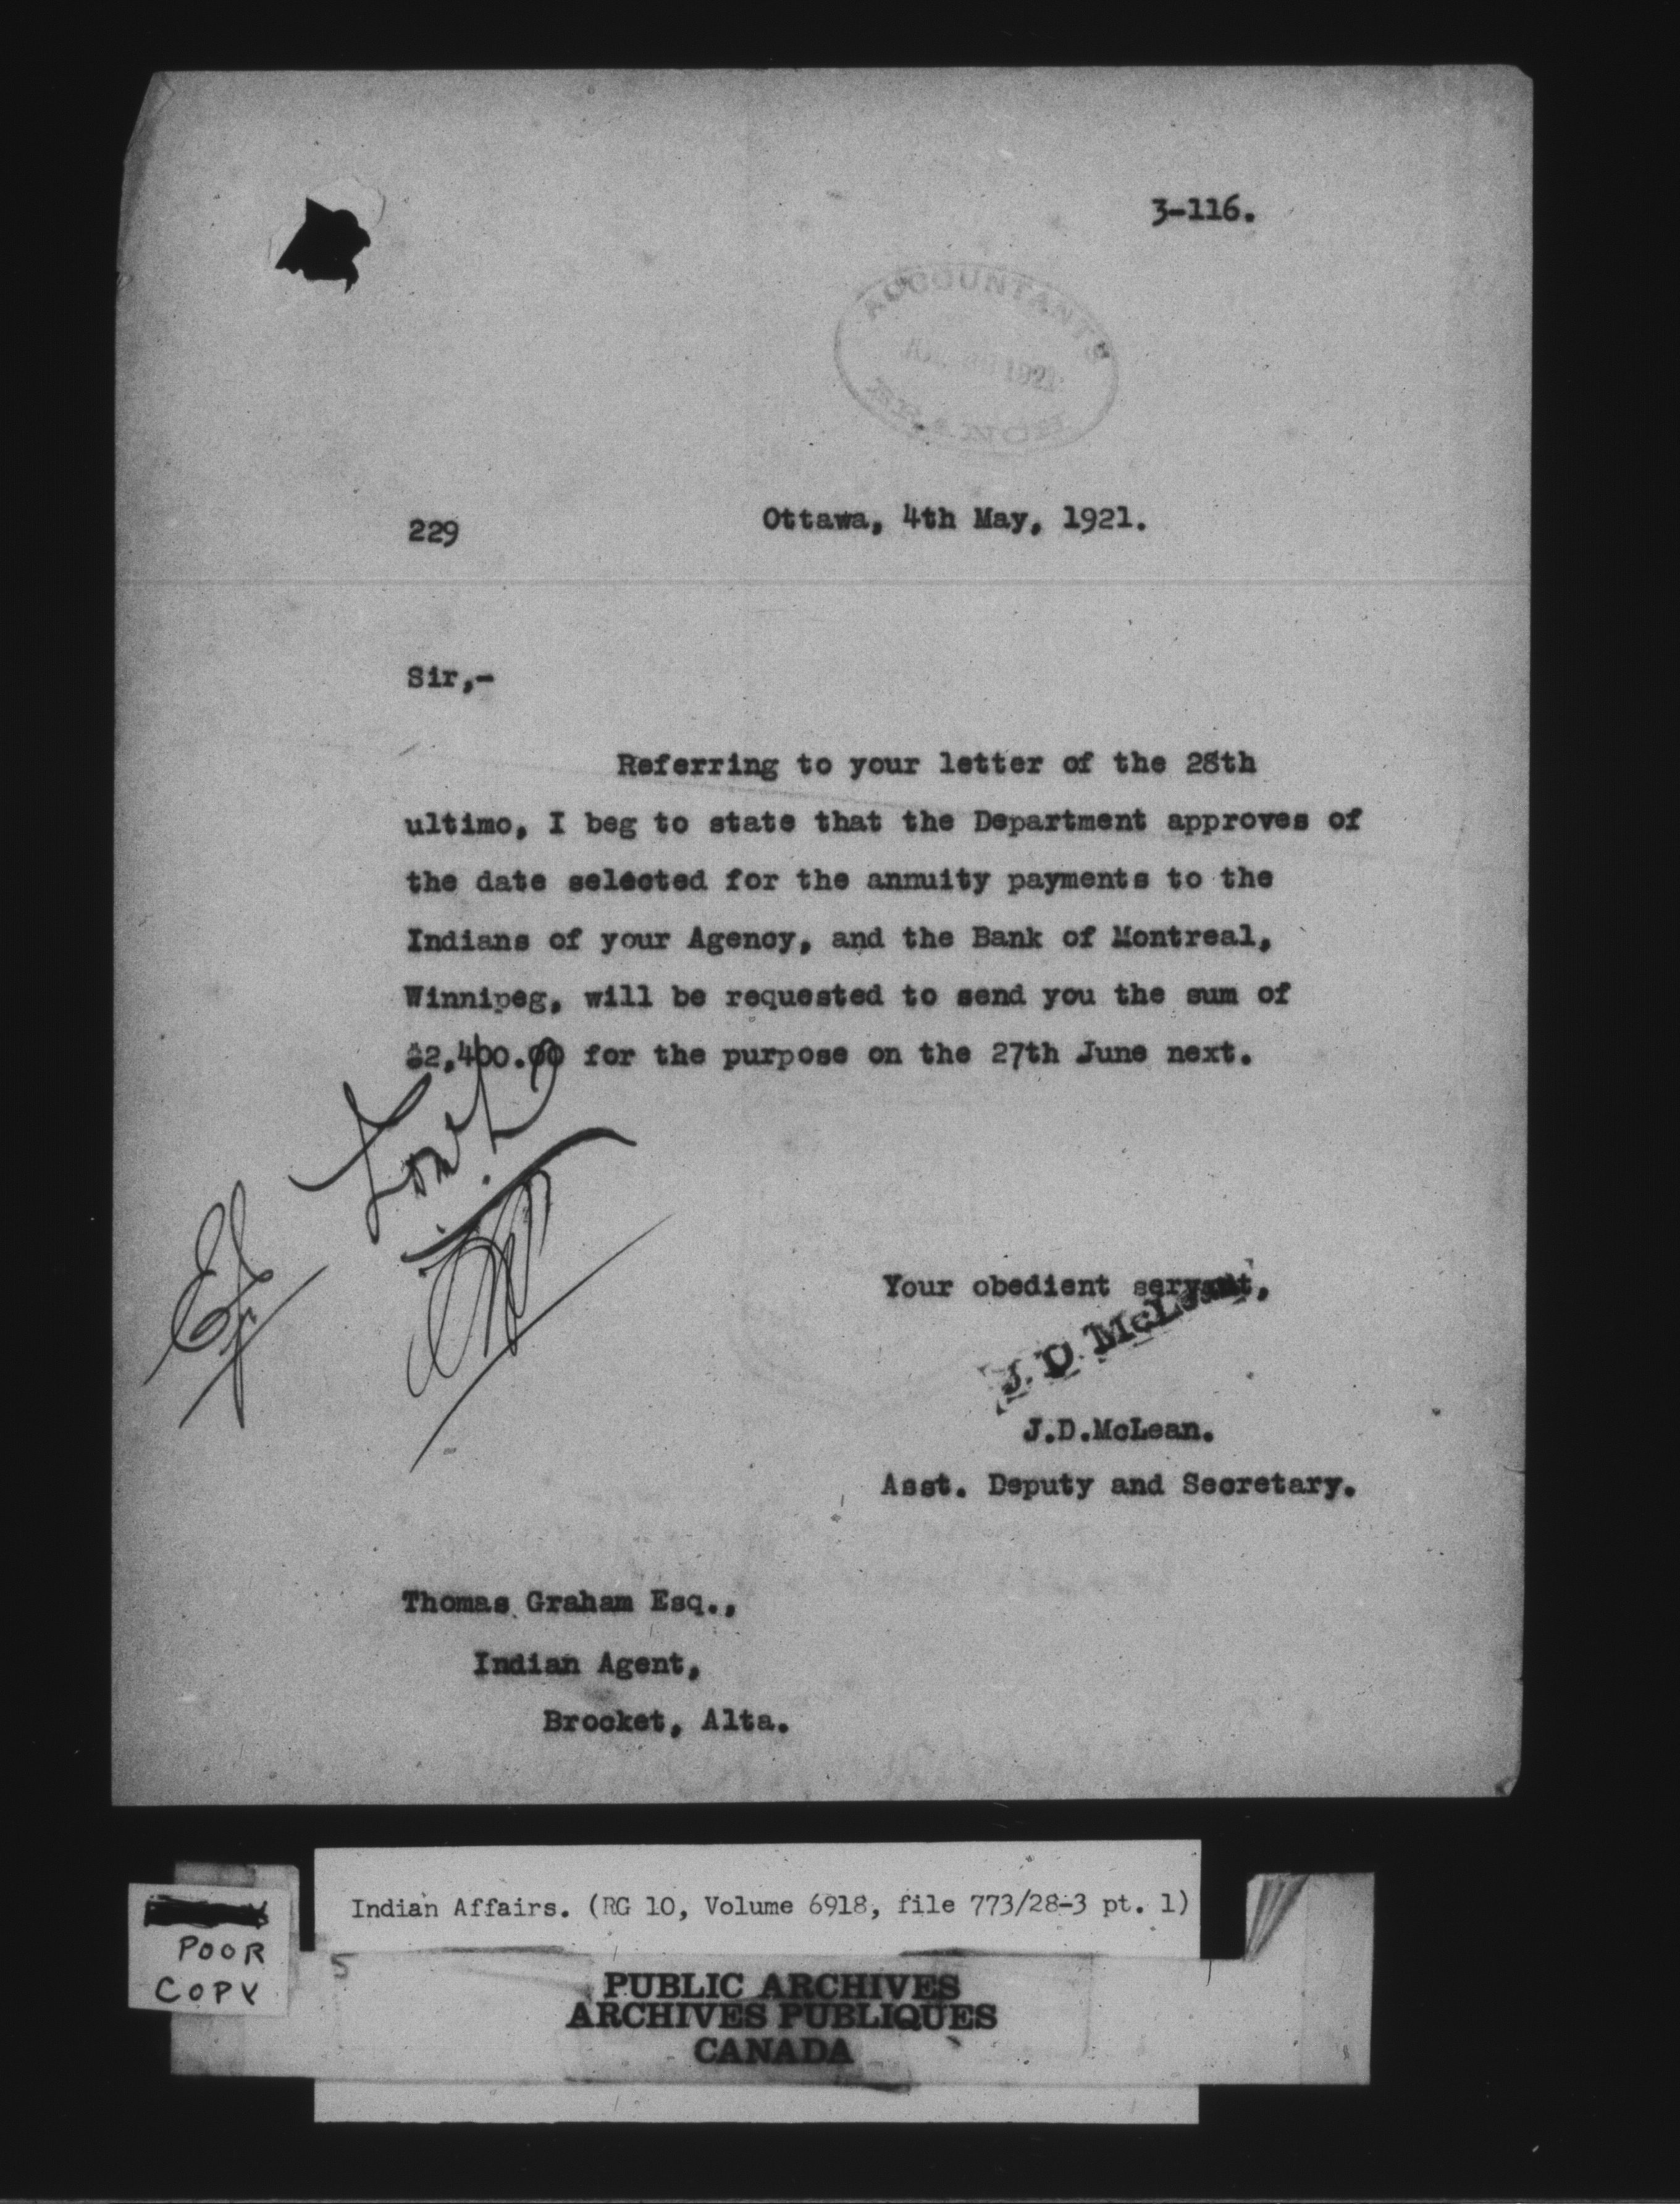 3-116.
ACCOUNTANTS
1921
BRANCH
229
Ottawa, 4th May, 1921.
Sir,-
Referring to your letter of the 28th
ultimo, I beg to state that the Department approves of
the date selected for the annuity payments to the
Indians of your Agency, and the Bank of Montreal,
Winnipeg, will be requested to send you the sum of
$2,400.00 for the purpose on the 27th June next.
Your obedient servant,
J. D. McLean
J.D.McLean.
Asst. Deputy and Secretary.
Thomas Graham Esq.,
Indian Agent,
Brocket, Alta.
Indian Affairs. (RG 10, Volume 6918, file 773/28-3 pt. 1)
POOR
COPY
5
PUBLIC ARCHIVES
ARCHIVES PUBLIQUES
CANADA